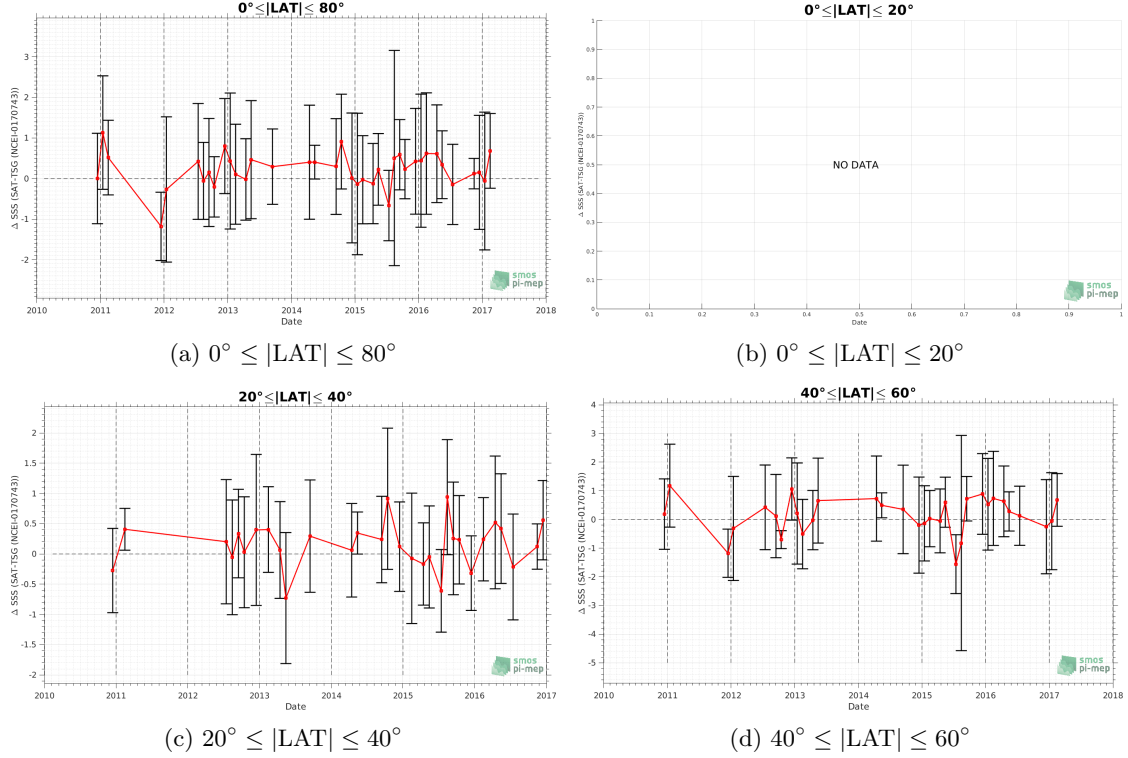 0°≤|LAT|≤ 80°
Δ SSS (SAT-TSG (NCEI-0170743))
3
2
1
0
-1
-2
2010 2011 2012 2013 2014 2015 2016 2017 2018
Date
smos
pi-mep
(a) 0° ≤ |LAT| ≤ 80°
0°≤|LAT|≤ 20°
Δ SSS (SAT-TSG (NCEI-0170743))
1
0.9
0.8
0.7
0.6
0.5
0.4
0.3
0.2
0.1
0
NO DATA
0 0.1 0.2 0.3 0.4 0.5 0.6 0.7 0.8 0.9 1
Date
smos
pi-mep
(b) 0° ≤ |LAT| ≤ 20°
20°≤|LAT|≤ 40°
Δ SSS (SAT-TSG (NCEI-0170743))
2
1.5
1
0.5
0
-0.5
-1
-1.5
-2
2010 2011 2012 2013 2014 2015 2016 2017
Date
smos
pi-mep
(c) 20° ≤ |LAT| ≤ 40°
40°≤|LAT|≤ 60°
Δ SSS (SAT-TSG (NCEI-0170743))
4
3
2
1
0
-1
-2
-3
-4
-5
2010 2011 2012 2013 2014 2015 2016 2017 2018
Date
smos
pi-mep
(d) 40° ≤ |LAT| ≤ 60°